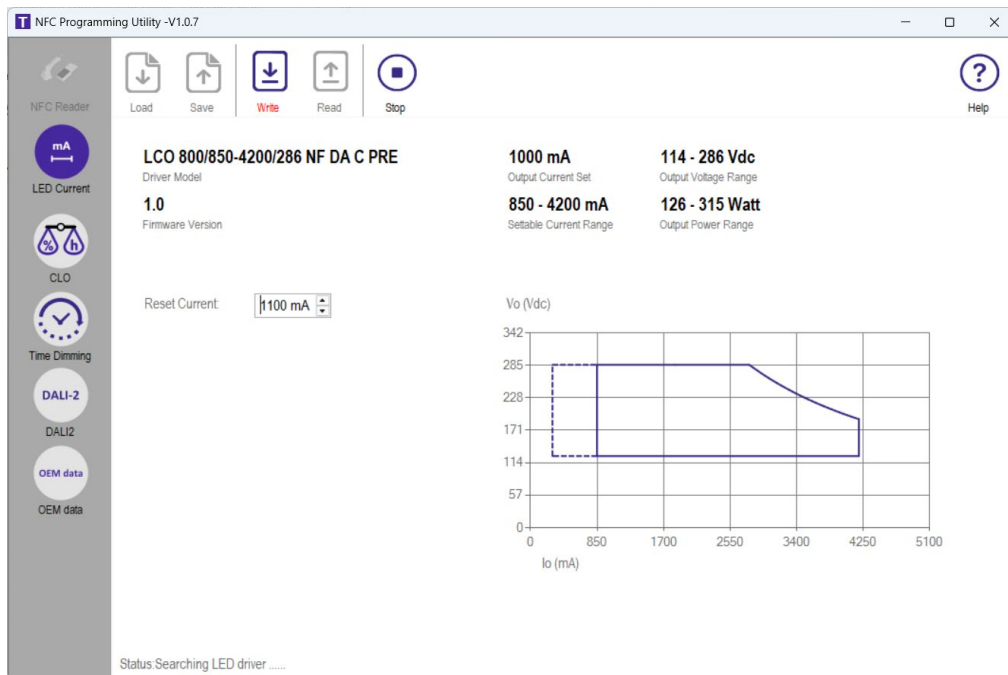 T NFC Programming Utility -V1.0.7
NFC Reader
mA
LED Current
% h
CLO
Time Dimming
DALI-2
DALI2
OEM data
OEM data
Load Save Write Read Stop
? Help
LCO 800/850-4200/286 NF DA C PRE
Driver Model
1.0
Firmware Version
1000 mA
Output Current Set
114 - 286 Vdc
Output Voltage Range
850 - 4200 mA
Settable Current Range
126 - 315 Watt
Output Power Range
Reset Current: 1100 mA
Vo (Vdc)
342
285
228
171
114
57
0
0 850 1700 2550 3400 4250 5100
Io (mA)
Status:Searching LED driver ......